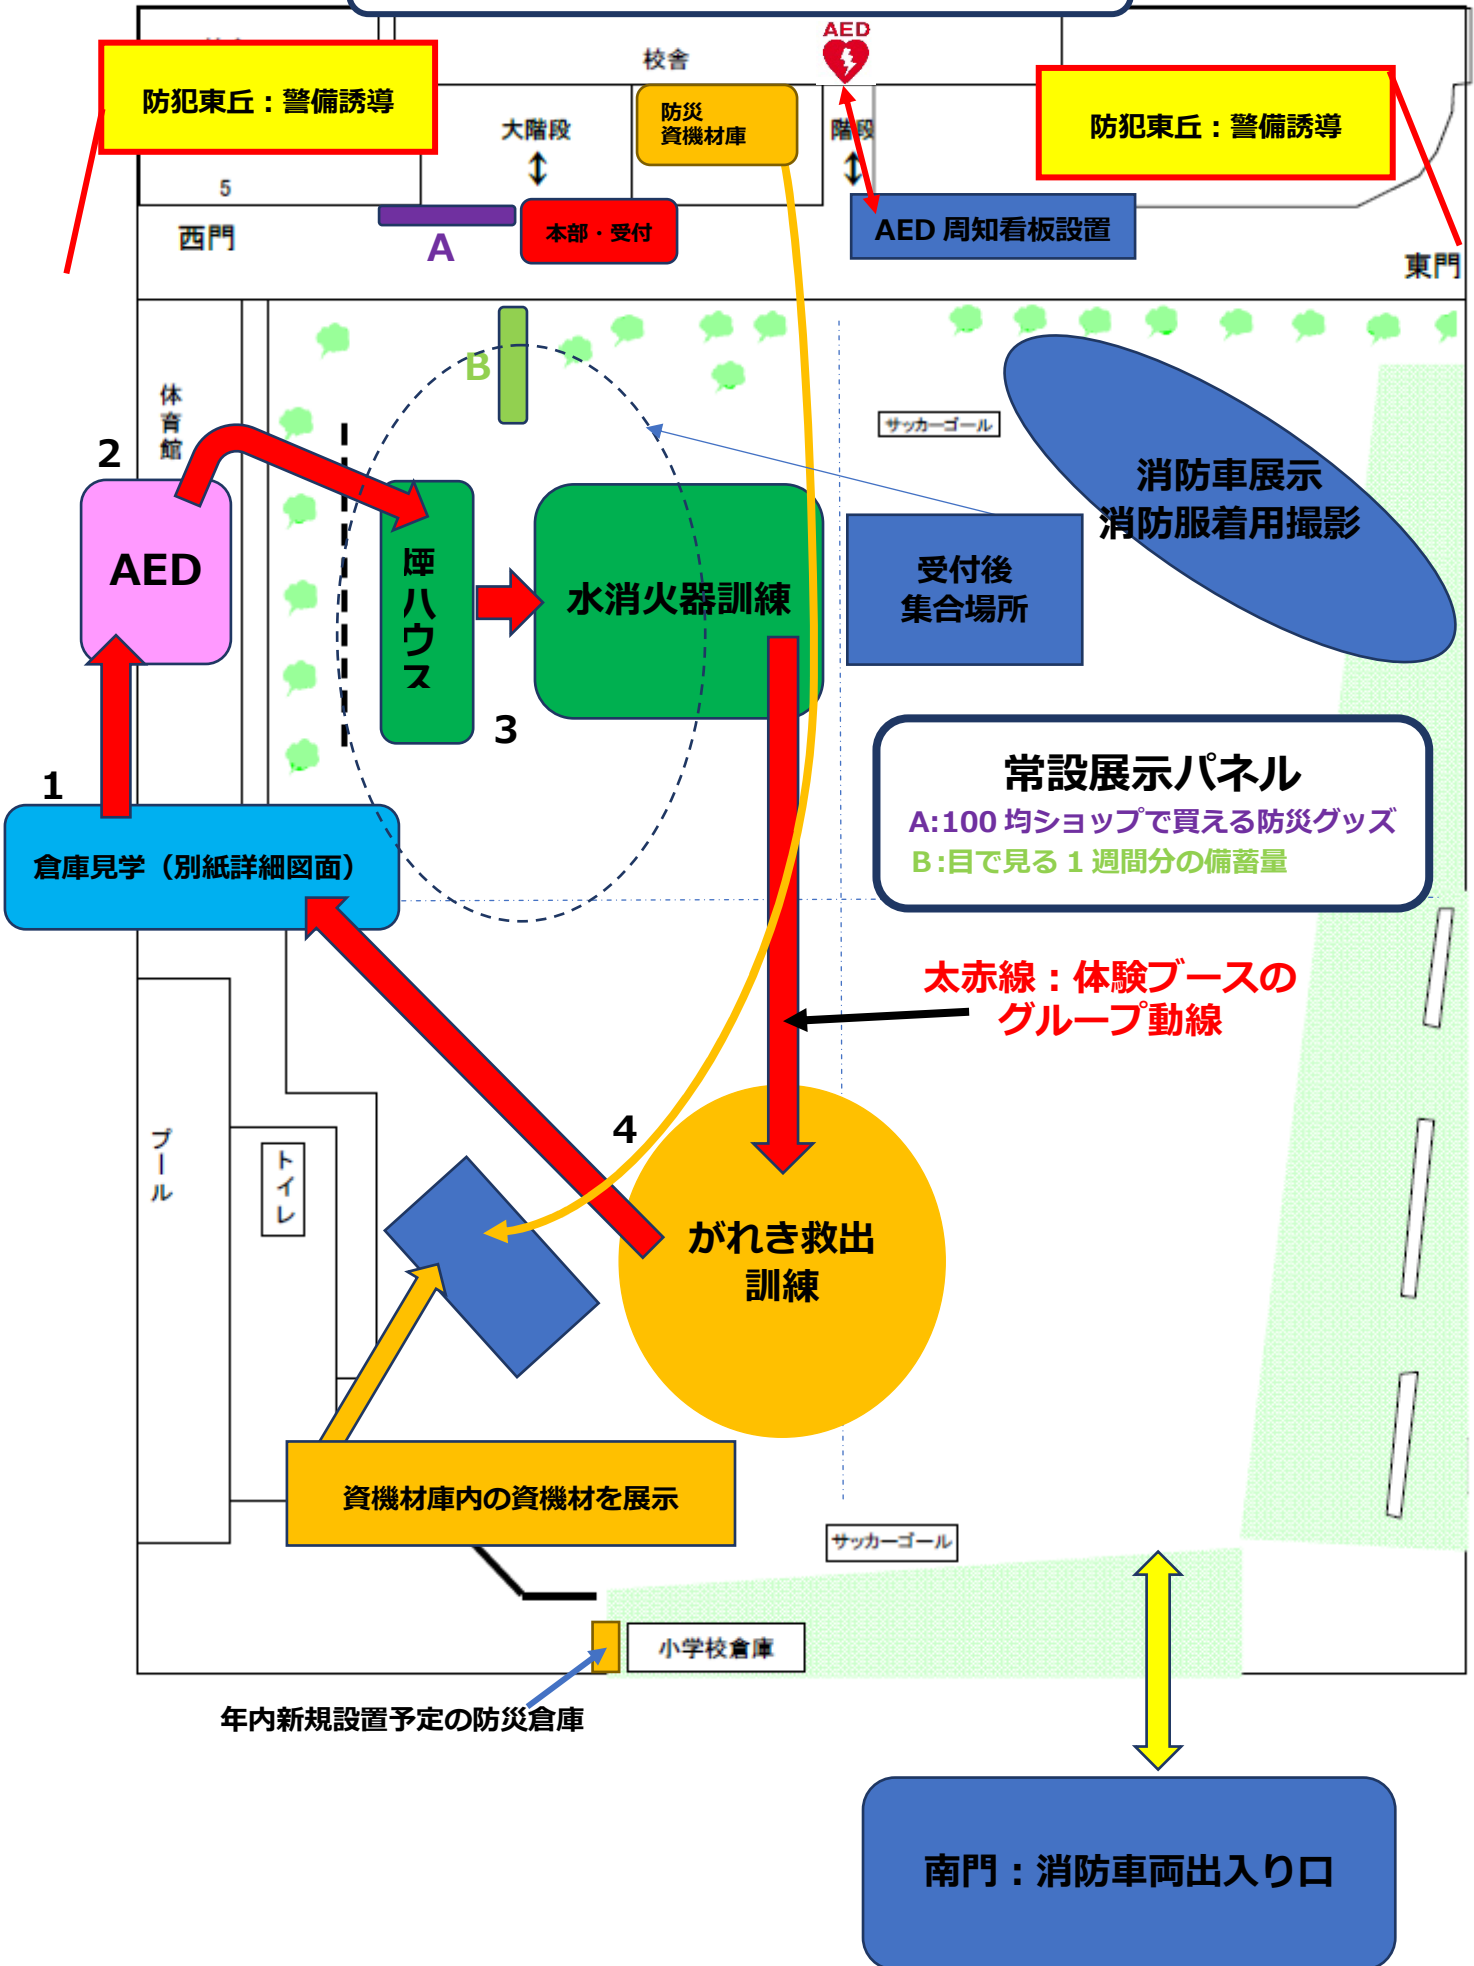 AED
校舎
防犯東丘：警備誘導
防災
資機材庫
防犯東丘：警備誘導
大階段
階段
5
西門
A
本部・受付
AED 周知看板設置
東門
B
体育館
サッカーゴール
2
消防車展示
消防服着用撮影
AED
煙ハウス
水消火器訓練
受付後
集合場所
3
1
常設展示パネル
A:100 均ショップで買える防災グッズ
B:目で見る 1 週間分の備蓄量
倉庫見学（別紙詳細図面）
太赤線：体験ブースの
グループ動線
4
プール
トイレ
がれき救出
訓練
資機材庫内の資機材を展示
サッカーゴール
小学校倉庫
年内新規設置予定の防災倉庫
南門：消防車両出入り口